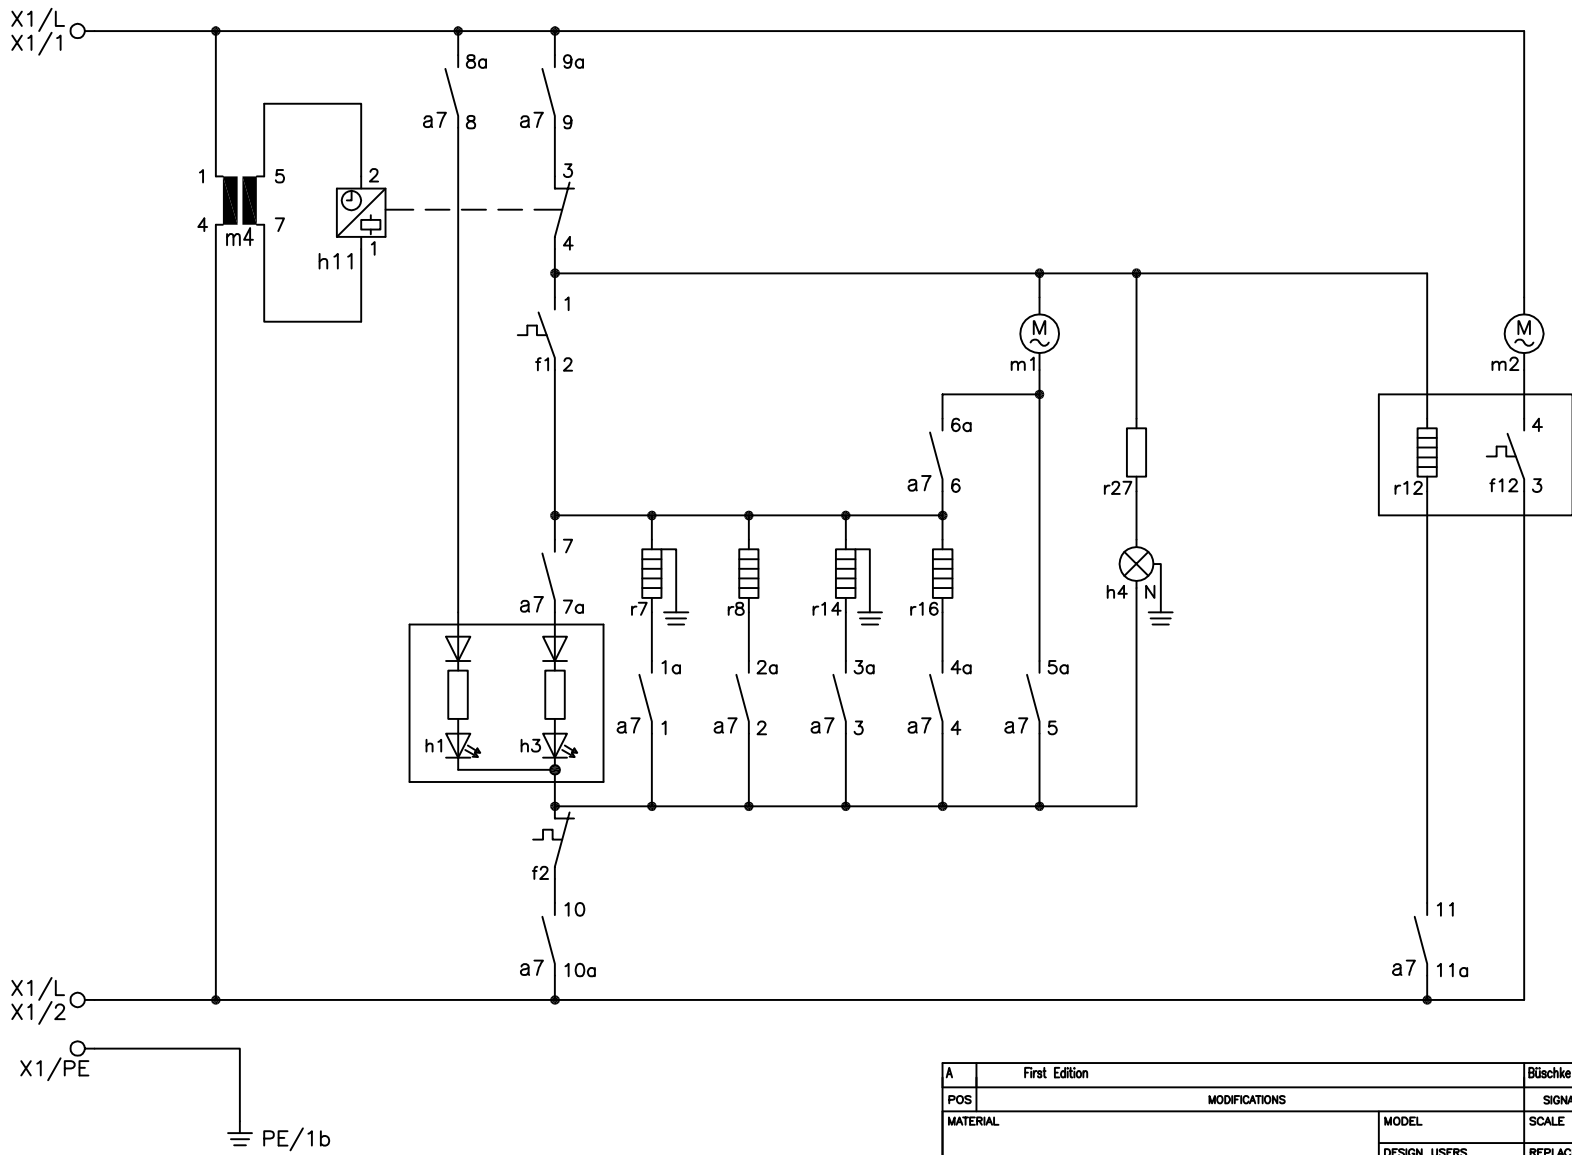 X1/L
X1/1
8a
9a
a7 8
a7 9
1 5
2
3
4 7
m4
h11 1
4
1
f1 2
M
m1
M
m2
6a
a7 6
r27
4
r12
f12 3
7
a7 7a
r7
r8
r14
r16
h4 N
h1
h3
1a
2a
3a
4a
5a
a7 1
a7 2
a7 3
a7 4
a7 5
f2
10
a7 10a
11
a7 11a
X1/L
X1/2
X1/PE
PE/1b
A First Edition Büschke
POS MODIFICATIONS SIGNA
MATERIAL MODEL SCALE
DESIGN USERS REPLAC